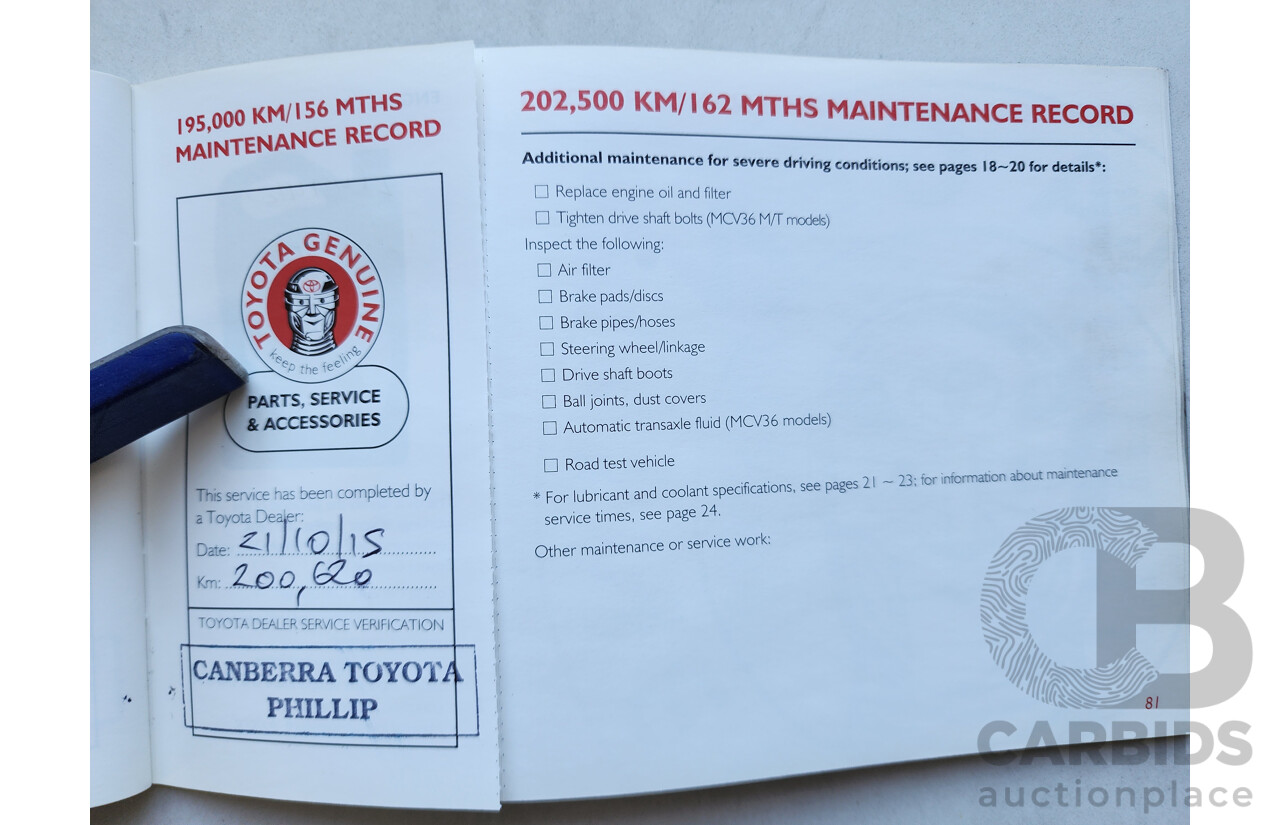 195,000 KM/156 MTHS
MAINTENANCE RECORD
TOYOTA GENUINE
keep the feeling
PARTS, SERVICE
& ACCESSORIES
This service has been completed by
a Toyota Dealer:
Date: 21/10/15
Km: 200,620
TOYOTA DEALER SERVICE VERIFICATION
CANBERRA TOYOTA
PHILLIP
202,500 KM/162 MTHS MAINTENANCE RECORD
Additional maintenance for severe driving conditions; see pages 18~20 for details*:
Replace engine oil and filter
Tighten drive shaft bolts (MCV36 M/T models)
Inspect the following:
Air filter
Brake pads/discs
Brake pipes/hoses
Steering wheel/linkage
Drive shaft boots
Ball joints, dust covers
Automatic transaxle fluid (MCV36 models)
Road test vehicle
* For lubricant and coolant specifications, see pages 21 ~ 23; for information about maintenance
service times, see page 24.
Other maintenance or service work:
81
CB
CARBIDS
auctionplace